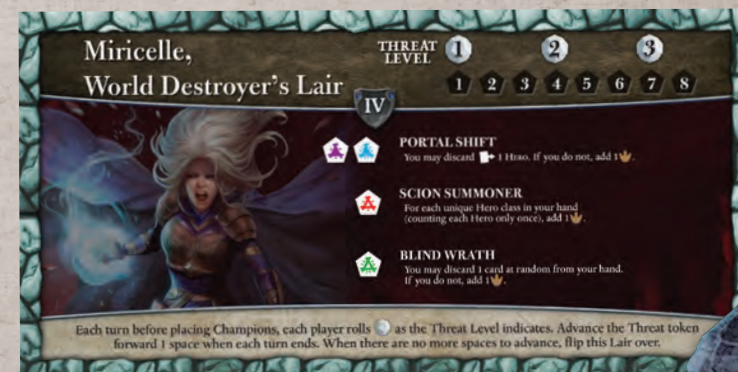 Miricelle,
World Destroyer's Lair
THREAT LEVEL 1 2 3
1 2 3 4 5 6 7 8
IV
PORTAL SHIFT
You may discard 1 HERO. If you do not, add 1.
SCION SUMMONER
For each unique Hero class in your hand
(counting each Hero only once), add 1.
BLIND WRATH
You may discard 1 card at random from your hand.
If you do not, add 1.
Each turn before placing Champions, each player rolls as the Threat Level indicates. Advance the Threat token
forward 1 space when each turn ends. When there are no more spaces to advance, flip this Lair over.